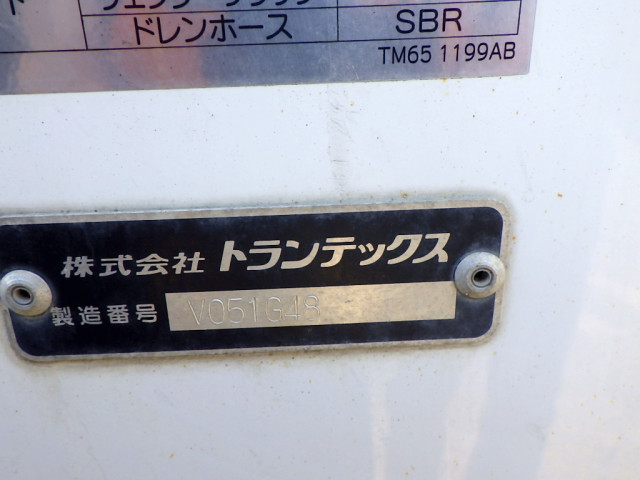 ト
ドレンホース SBR
TM65 1199AB
株式会社 トランテックス
製造番号 V051G48